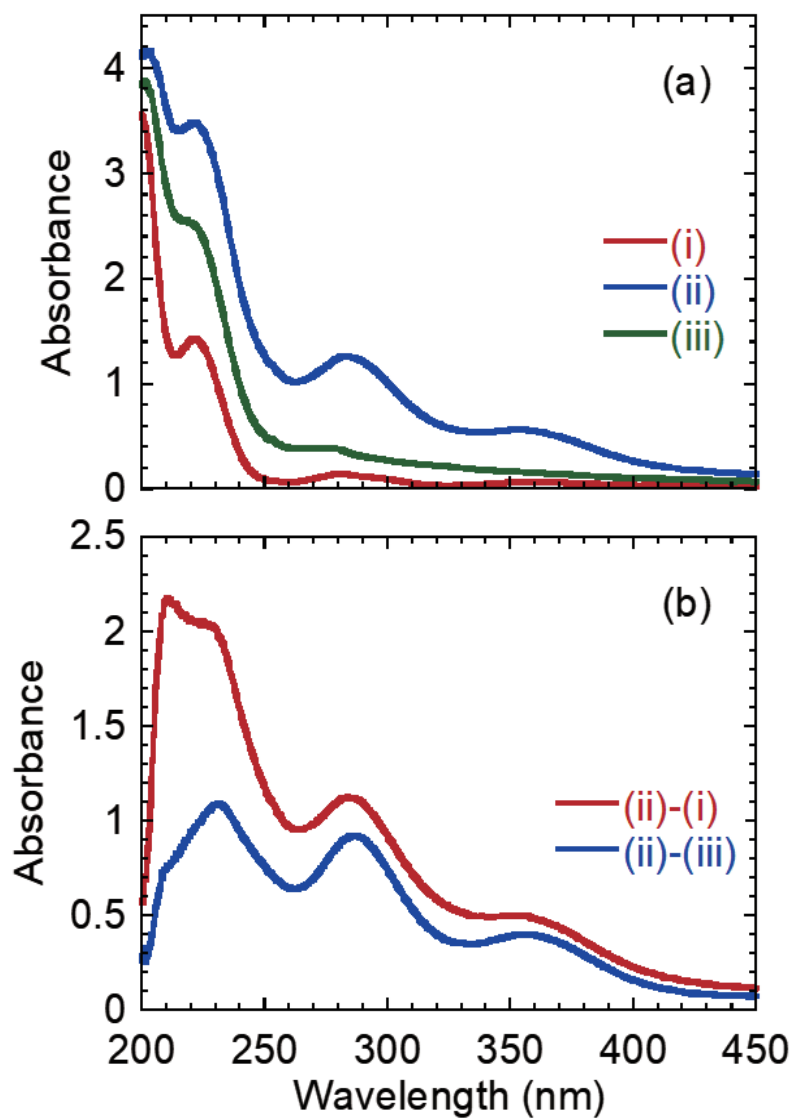 (a)
4
3
2
1
0
Absorbance
(i)
(ii)
(iii)
(b)
2.5
2
1.5
1
0.5
0
Absorbance
(ii)-(i)
(ii)-(iii)
200 250 300 350 400 450
Wavelength (nm)